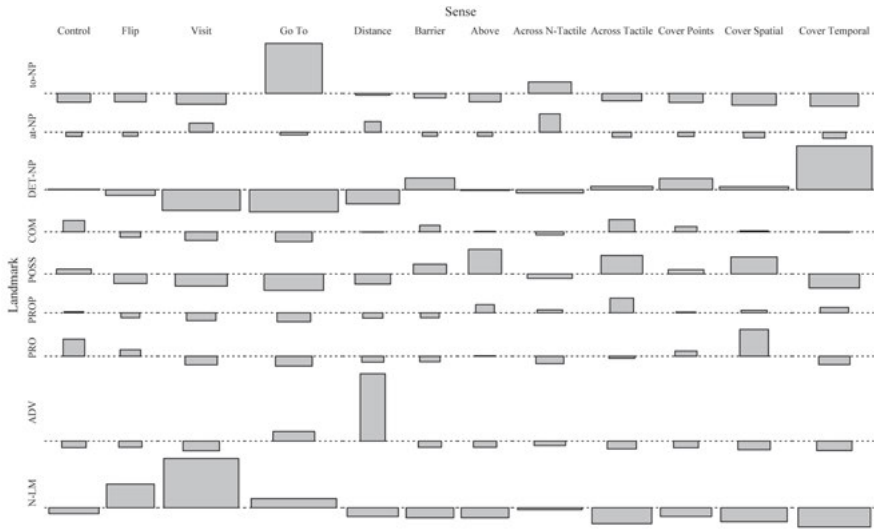 Sense
Control Flip Visit Go To Distance Barrier Above Across N-Tactile Across Tactile Cover Points Cover Spatial Cover Temporal
Landmark
to-NP
at-NP
DET-NP
COM
POSS
PROP
PRO
ADV
N-LM